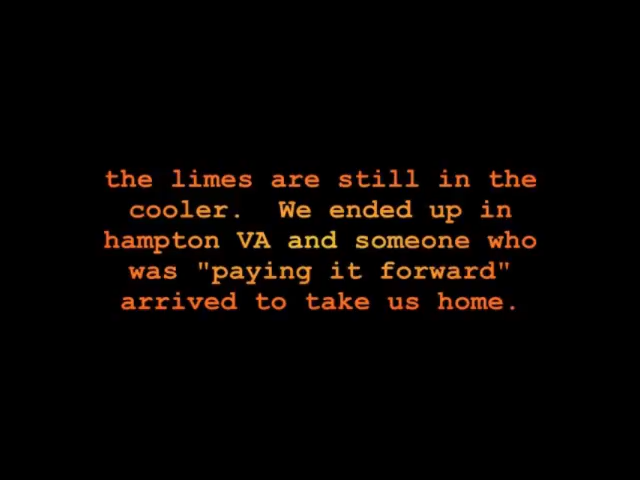 the limes are still in the
cooler.  We ended up in
hampton VA and someone who
was "paying it forward"
arrived to take us home.